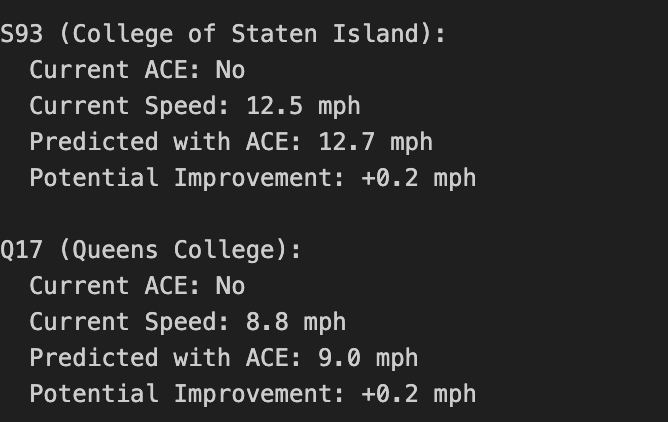 S93 (College of Staten Island):
  Current ACE: No
  Current Speed: 12.5 mph
  Predicted with ACE: 12.7 mph
  Potential Improvement: +0.2 mph

Q17 (Queens College):
  Current ACE: No
  Current Speed: 8.8 mph
  Predicted with ACE: 9.0 mph
  Potential Improvement: +0.2 mph